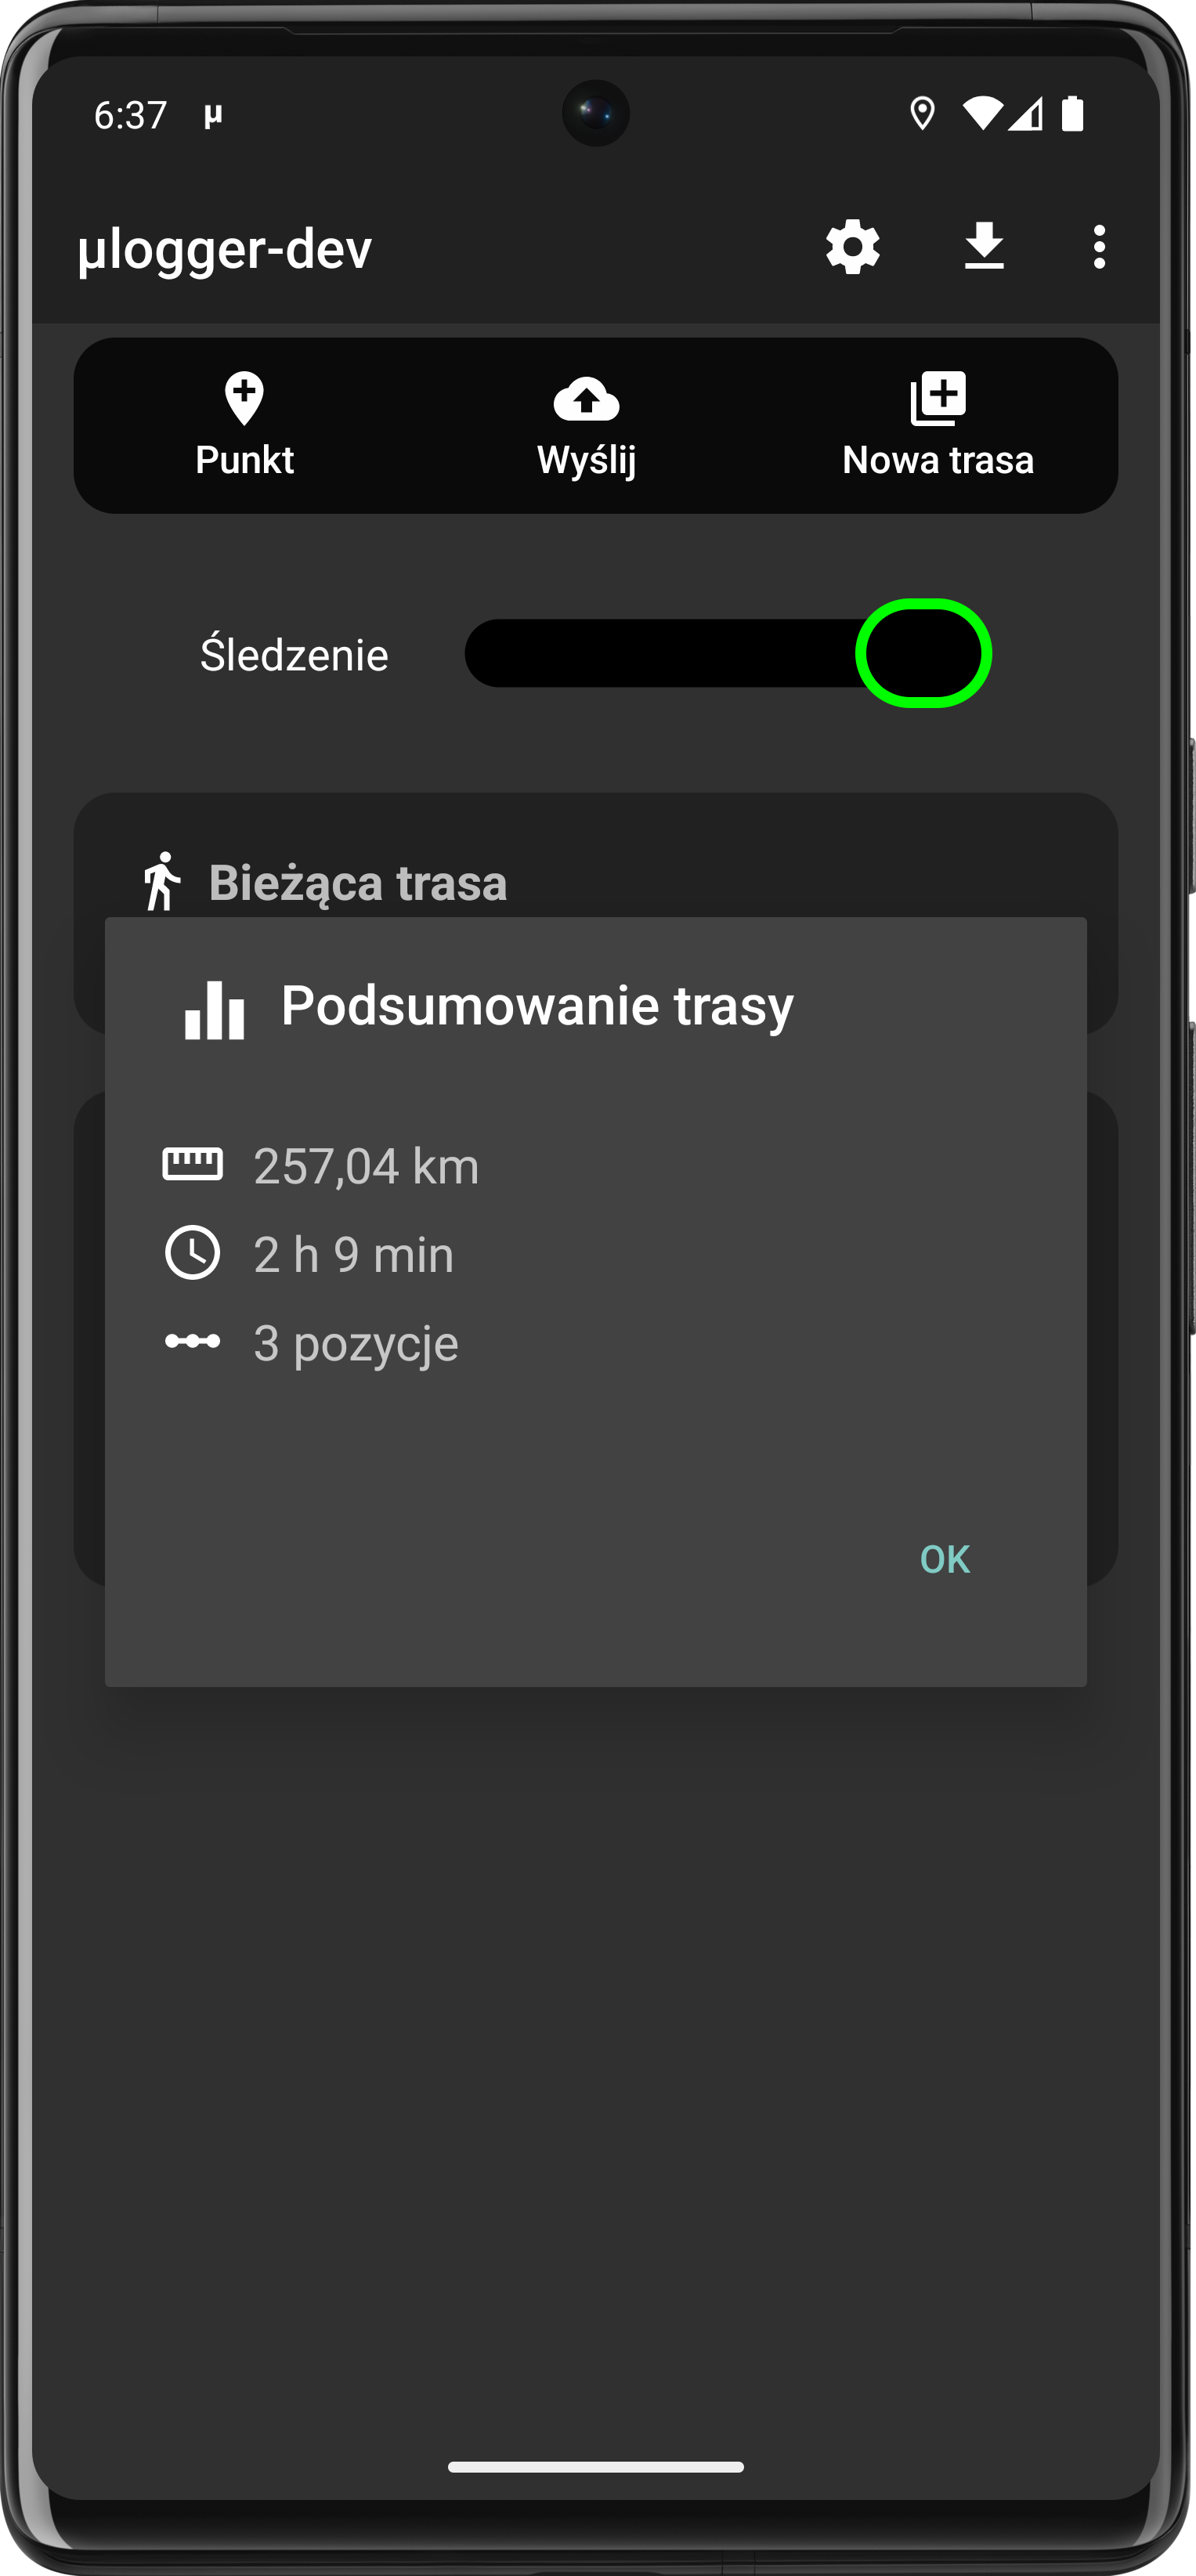 6:37 µ
µlogger-dev
Punkt
Wyślij
Nowa trasa
Śledzenie
Bieżąca trasa
Podsumowanie trasy
257,04 km
2 h 9 min
3 pozycje
OK